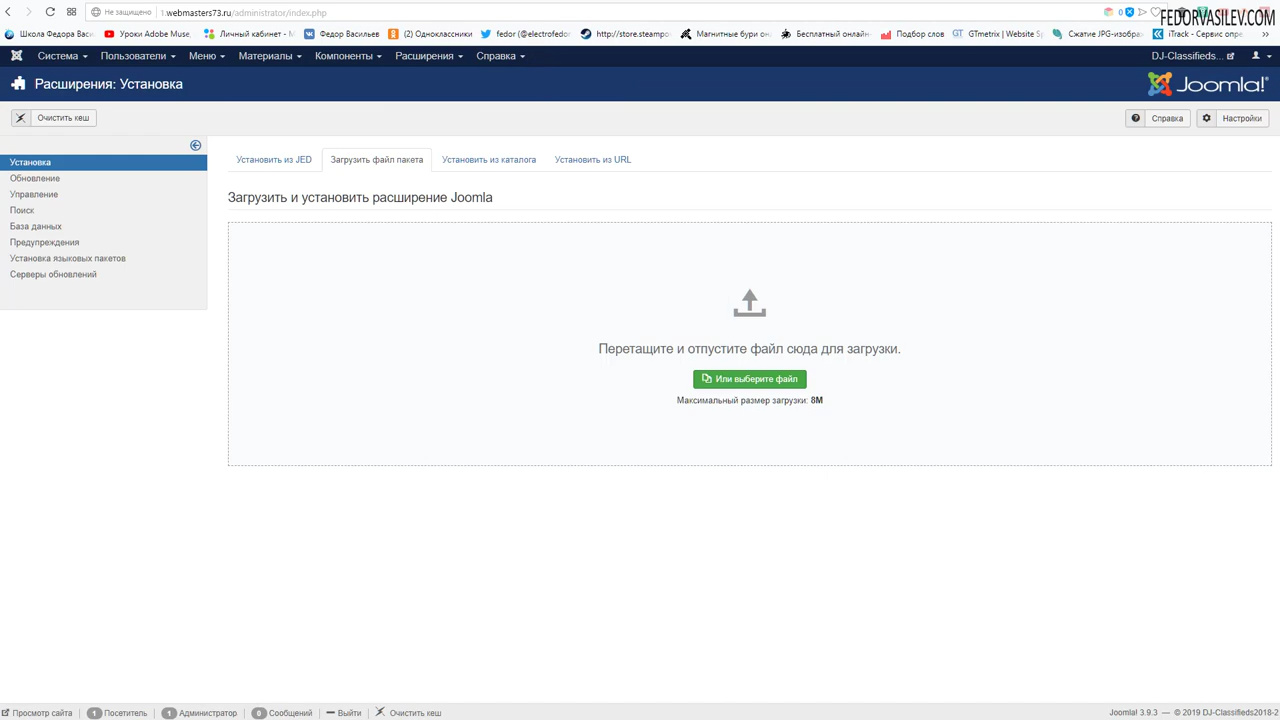 Не защищено 1.webmasters73.ru/administrator/index.php 0
FEDORVASILEV.COM
Школа Федора Васи. Уроки Adobe Muse, Личный кабинет - М Федор Васильев (2) Одноклассники fedor (@electrofedor http://store.steampo Магнитные бури он Бесплатный онлайн- Подбор слов GT GTmetrix | Website Sp Сжатие JPG-изобра iTrack - Сервис опре.
Система Пользователи Меню Материалы Компоненты Расширения Справка DJ-Classifieds...
Расширения: Установка Joomla!®
Очистить кеш Справка Настройки
Установка
Обновление
Управление
Поиск
База данных
Предупреждения
Установка языковых пакетов
Серверы обновлений
Установить из JED Загрузить файл пакета Установить из каталога Установить из URL
Загрузить и установить расширение Joomla
Перетащите и отпустите файл сюда для загрузки.
Или выберите файл
Максимальный размер загрузки: 8M
Просмотр сайта 1 Посетитель 1 Администратор 0 Сообщений Выйти Очистить кеш Joomla! 3.9.3 — © 2019 DJ-Classifieds2018-2